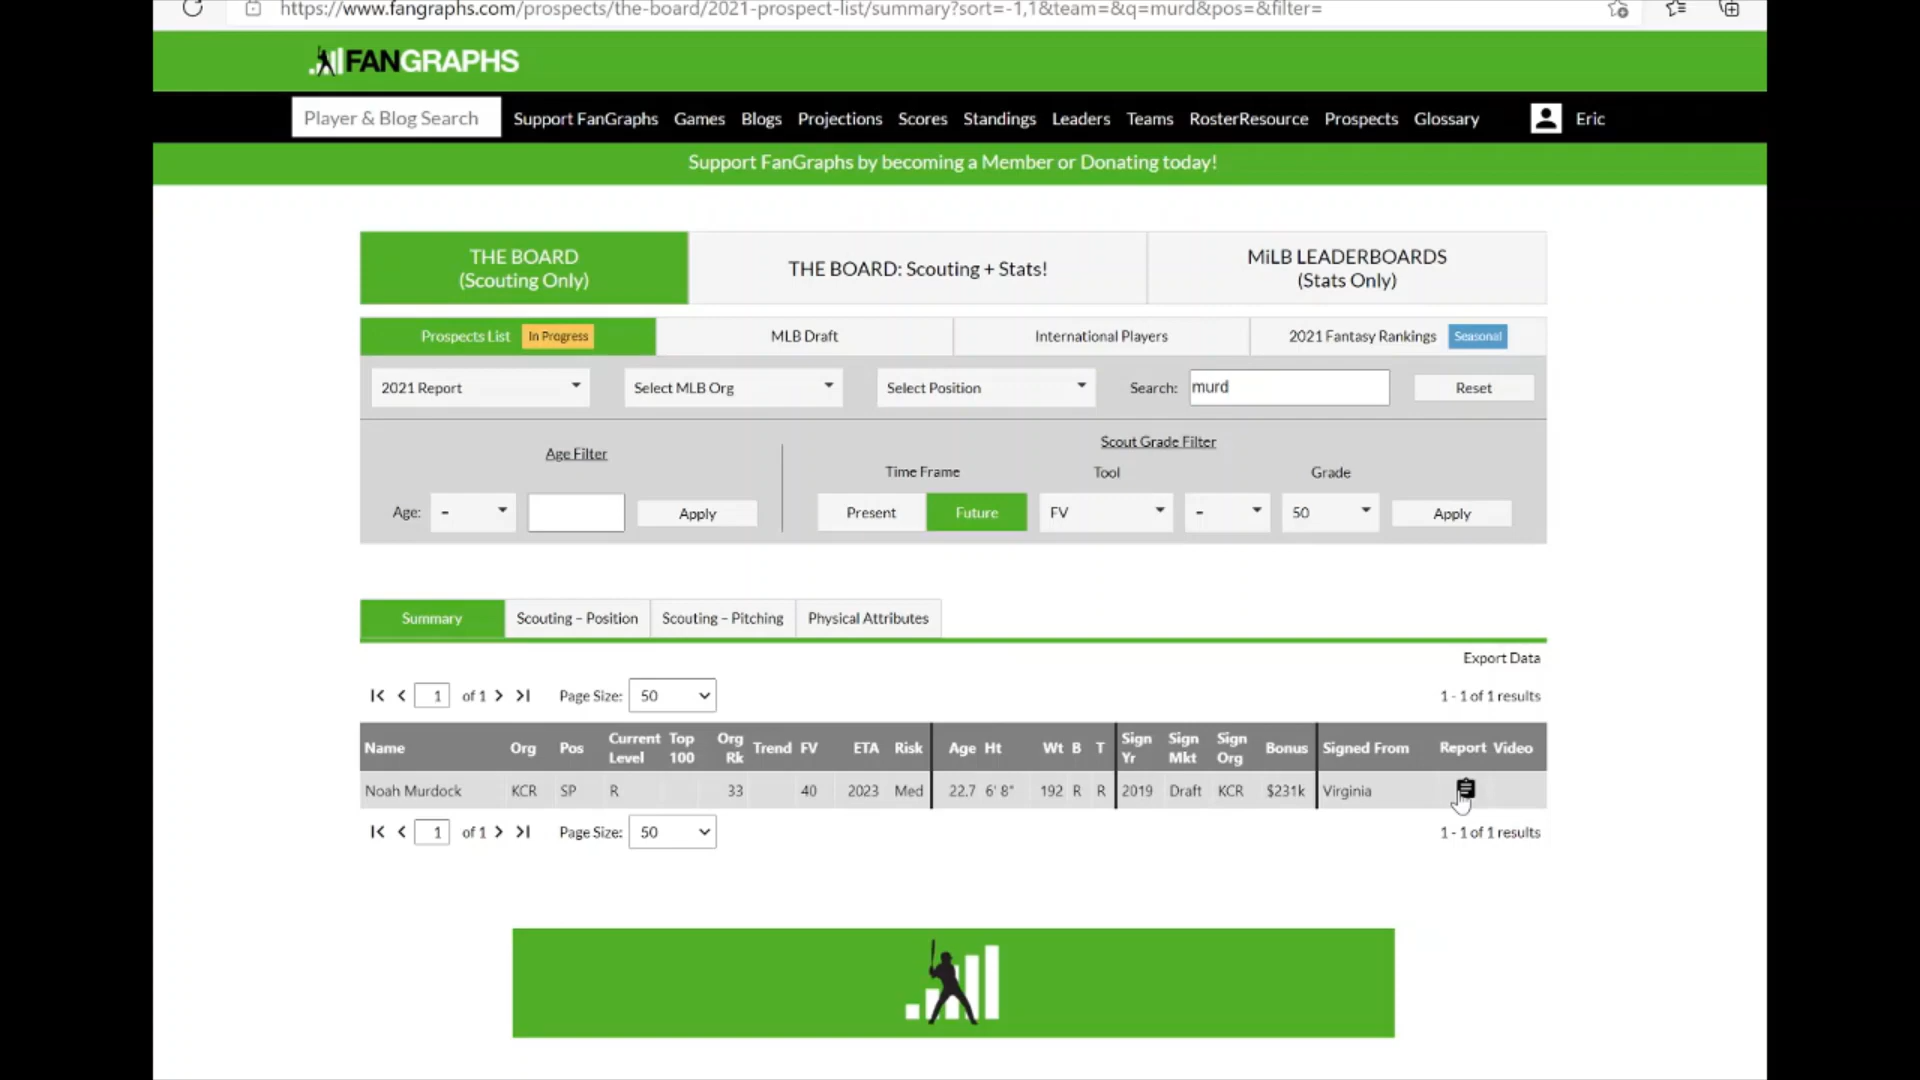 https://www.fangraphs.com/prospects/the-board/2021-prospect-list/summary?sort=-1,1&team=&q=murd&pos=&filter=
FANGRAPHS
Player & Blog Search Support FanGraphs Games Blogs Projections Scores Standings Leaders Teams RosterResource Prospects Glossary Eric
Support FanGraphs by becoming a Member or Donating today!
THE BOARD
(Scouting Only)
THE BOARD: Scouting + Stats!
MiLB LEADERBOARDS
(Stats Only)
Prospects List In Progress MLB Draft International Players 2021 Fantasy Rankings Seasonal
2021 Report Select MLB Org Select Position Search: murd Reset
Age Filter
Scout Grade Filter
Time Frame Tool Grade
Age: - Apply Present Future FV - 50 Apply
Summary Scouting – Position Scouting – Pitching Physical Attributes
Export Data
1 of 1 Page Size: 50 1 - 1 of 1 results
Name Org Pos Current Level Top 100 Org Rk Trend FV ETA Risk Age Ht Wt B T Sign Yr Sign Mkt Sign Org Bonus Signed From Report Video
Noah Murdock KCR SP R 33 40 2023 Med 22.7 6' 8" 192 R R 2019 Draft KCR $231k Virginia
1 of 1 Page Size: 50 1 - 1 of 1 results